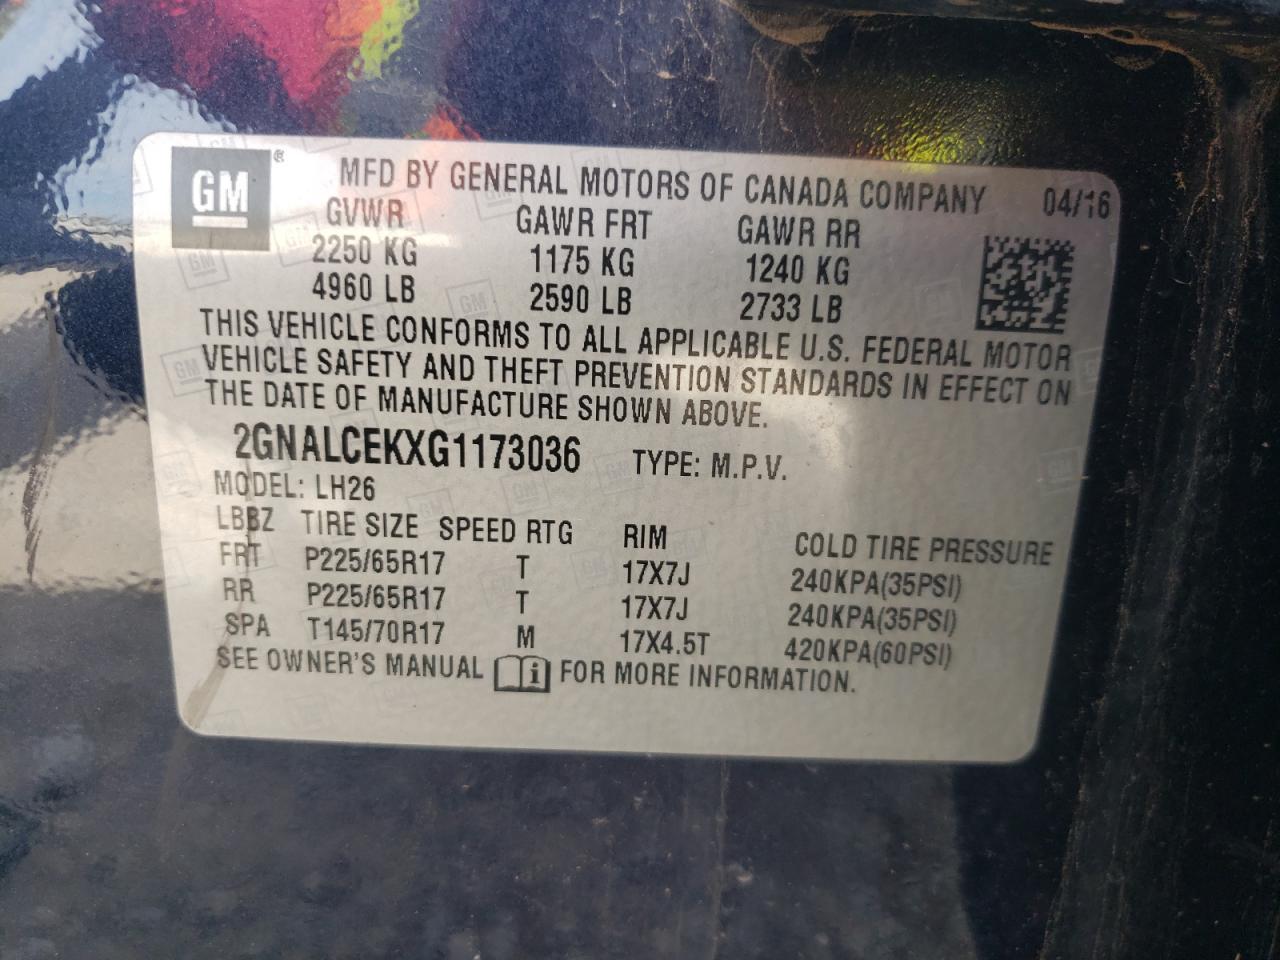 GM ® MFD BY GENERAL MOTORS OF CANADA COMPANY 04/16
GVWR GAWR FRT GAWR RR
2250 KG 1175 KG 1240 KG
4960 LB 2590 LB 2733 LB
THIS VEHICLE CONFORMS TO ALL APPLICABLE U.S. FEDERAL MOTOR
VEHICLE SAFETY AND THEFT PREVENTION STANDARDS IN EFFECT ON
THE DATE OF MANUFACTURE SHOWN ABOVE.
2GNALCEKXG1173036 TYPE: M.P.V.
MODEL: LH26
LBBZ TIRE SIZE SPEED RTG RIM COLD TIRE PRESSURE
FRT P225/65R17 T 17X7J 240KPA(35PSI)
RR P225/65R17 T 17X7J 240KPA(35PSI)
SPA T145/70R17 M 17X4.5T 420KPA(60PSI)
SEE OWNER'S MANUAL i FOR MORE INFORMATION.